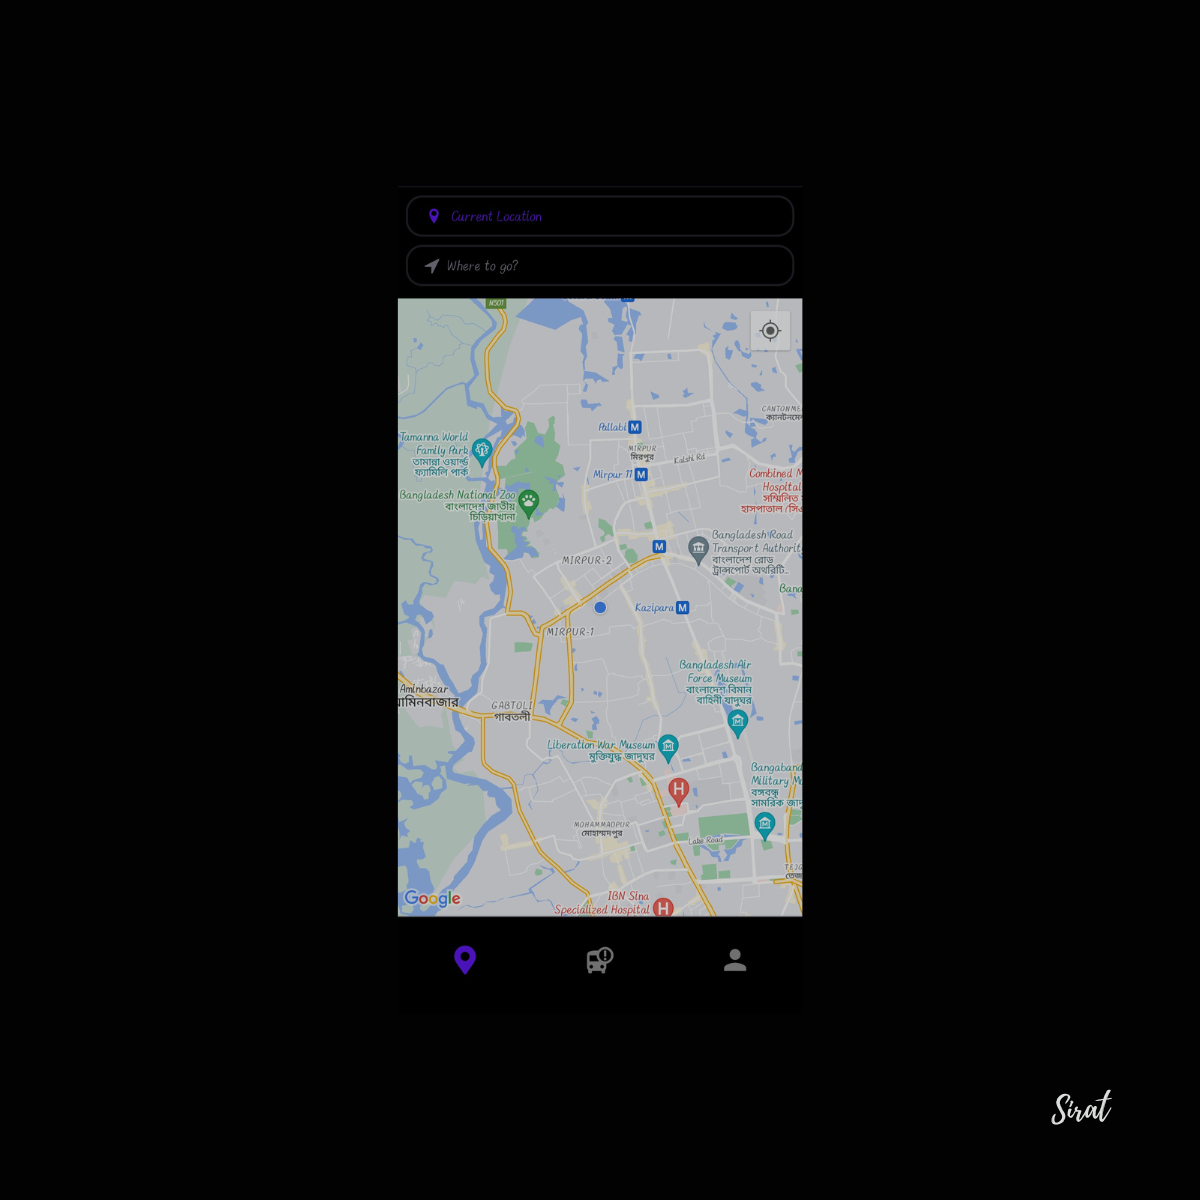 Current Location
Where to go?
N501
CANTONME
ক্যান্টনমে
Pallabi M
Tamanna World
Family Park
তামান্না ওয়ার্ল্ড
ফ্যামিলি পার্ক
MIRPUR
মিরপুর
Kalshi Rd
Mirpur 11 M
Combined M
Hospital
সম্মিলিত
হাসপাতাল (সিএ
Bangladesh National Zoo
বাংলাদেশ জাতীয়
চিড়িয়াখানা
M
Bangladesh Road
Transport Authorit
বাংলাদেশ রোড
ট্রান্সপোর্ট অথরিটি...
MIRPUR-2
Bana
Kazipara M
MIRPUR-1
Bangladesh Air
Force Museum
বাংলাদেশ বিমান
বাহিনী যাদুঘর
Aminbazar
আমিনবাজার
GABTOLI
গাবতলী
Liberation War Museum
মুক্তিযুদ্ধ জাদুঘর
Bangaband
Military Mu
বঙ্গবন্ধু
সামরিক জাদু
H
MOHAMMADPUR
মোহাম্মদপুর
Lake Road
TEJG
তেজ
IBN Sina
Specialized Hospital H
Google
Sirat